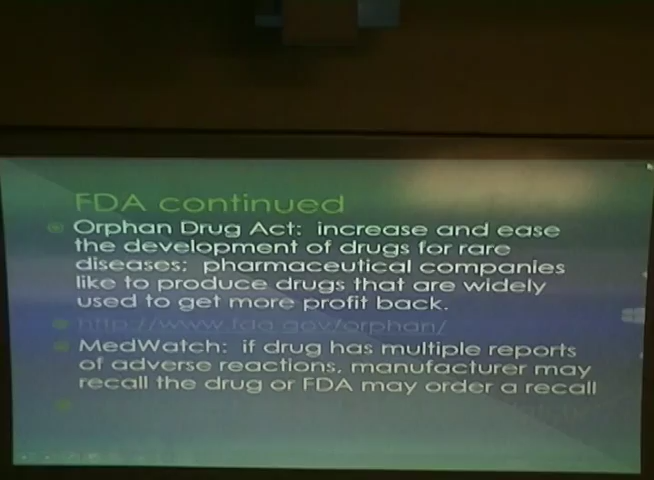 FDA continued
Orphan Drug Act: increase and ease
the development of drugs for rare
diseases; pharmaceutical companies
like to produce drugs that are widely
used to get more profit back.
http://www.fda.gov/orphan/
MedWatch: if drug has multiple reports
of adverse reactions, manufacturer may
recall the drug or FDA may order a recall